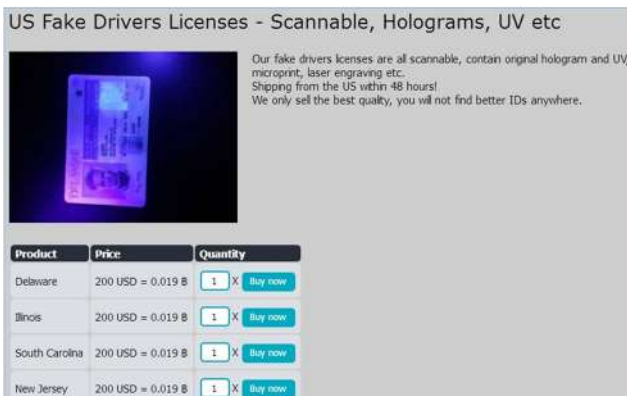 US Fake Drivers Licenses - Scannable, Holograms, UV etc
Our fake drivers licenses are all scannable, contain original hologram and UV,
microprint, laser engraving etc.
Shipping from the US within 48 hours!
We only sell the best quality, you will not find better IDs anywhere.
DELAWARE
Product Price Quantity
Delaware 200 USD = 0.019 ฿ 1 X Buy now
Illinois 200 USD = 0.019 ฿ 1 X Buy now
South Carolina 200 USD = 0.019 ฿ 1 X Buy now
New Jersey 200 USD = 0.019 ฿ 1 X Buy now